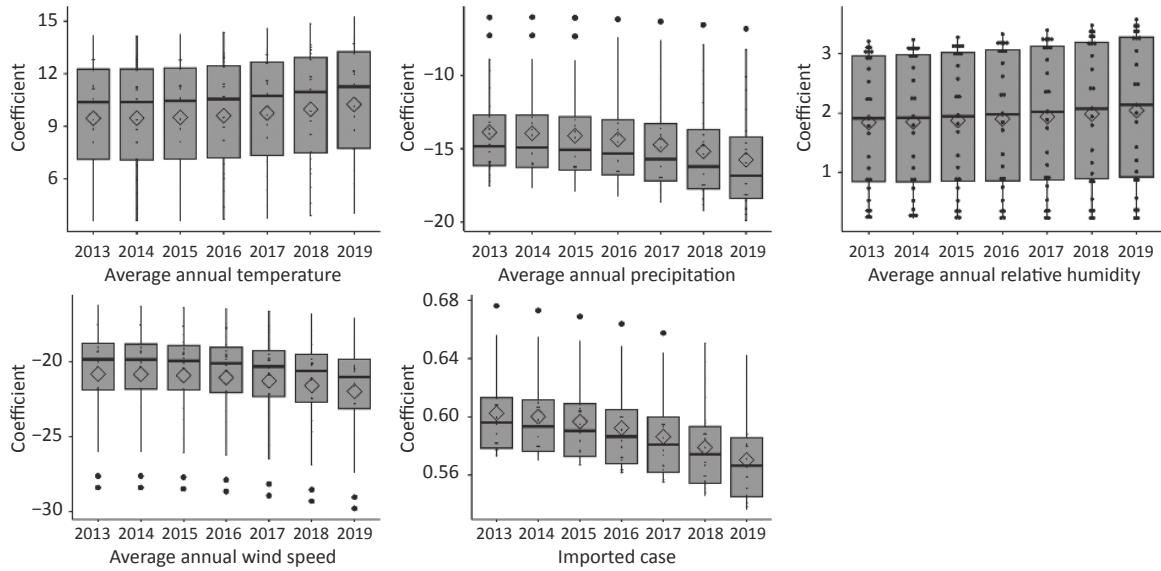 Coefficient
15
12
9
6
2013 2014 2015 2016 2017 2018 2019
Average annual temperature
Coefficient
−10
−15
−20
2013 2014 2015 2016 2017 2018 2019
Average annual precipitation
Coefficient
3
2
1
2013 2014 2015 2016 2017 2018 2019
Average annual relative humidity
Coefficient
−20
−25
−30
2013 2014 2015 2016 2017 2018 2019
Average annual wind speed
Coefficient
0.68
0.64
0.60
0.56
2013 2014 2015 2016 2017 2018 2019
Imported case